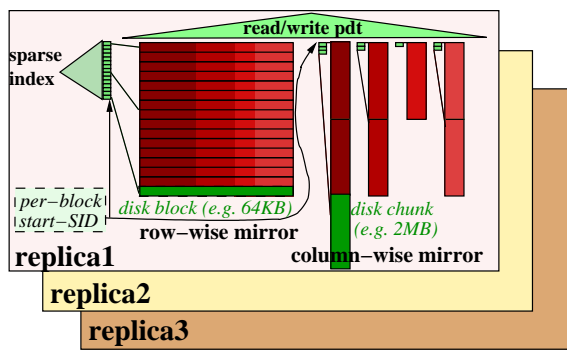 read/write pdt
sparse
index
per−block
start−SID
disk block (e.g. 64KB)
row−wise mirror
disk chunk
(e.g. 2MB)
column−wise mirror
replica1
replica2
replica3